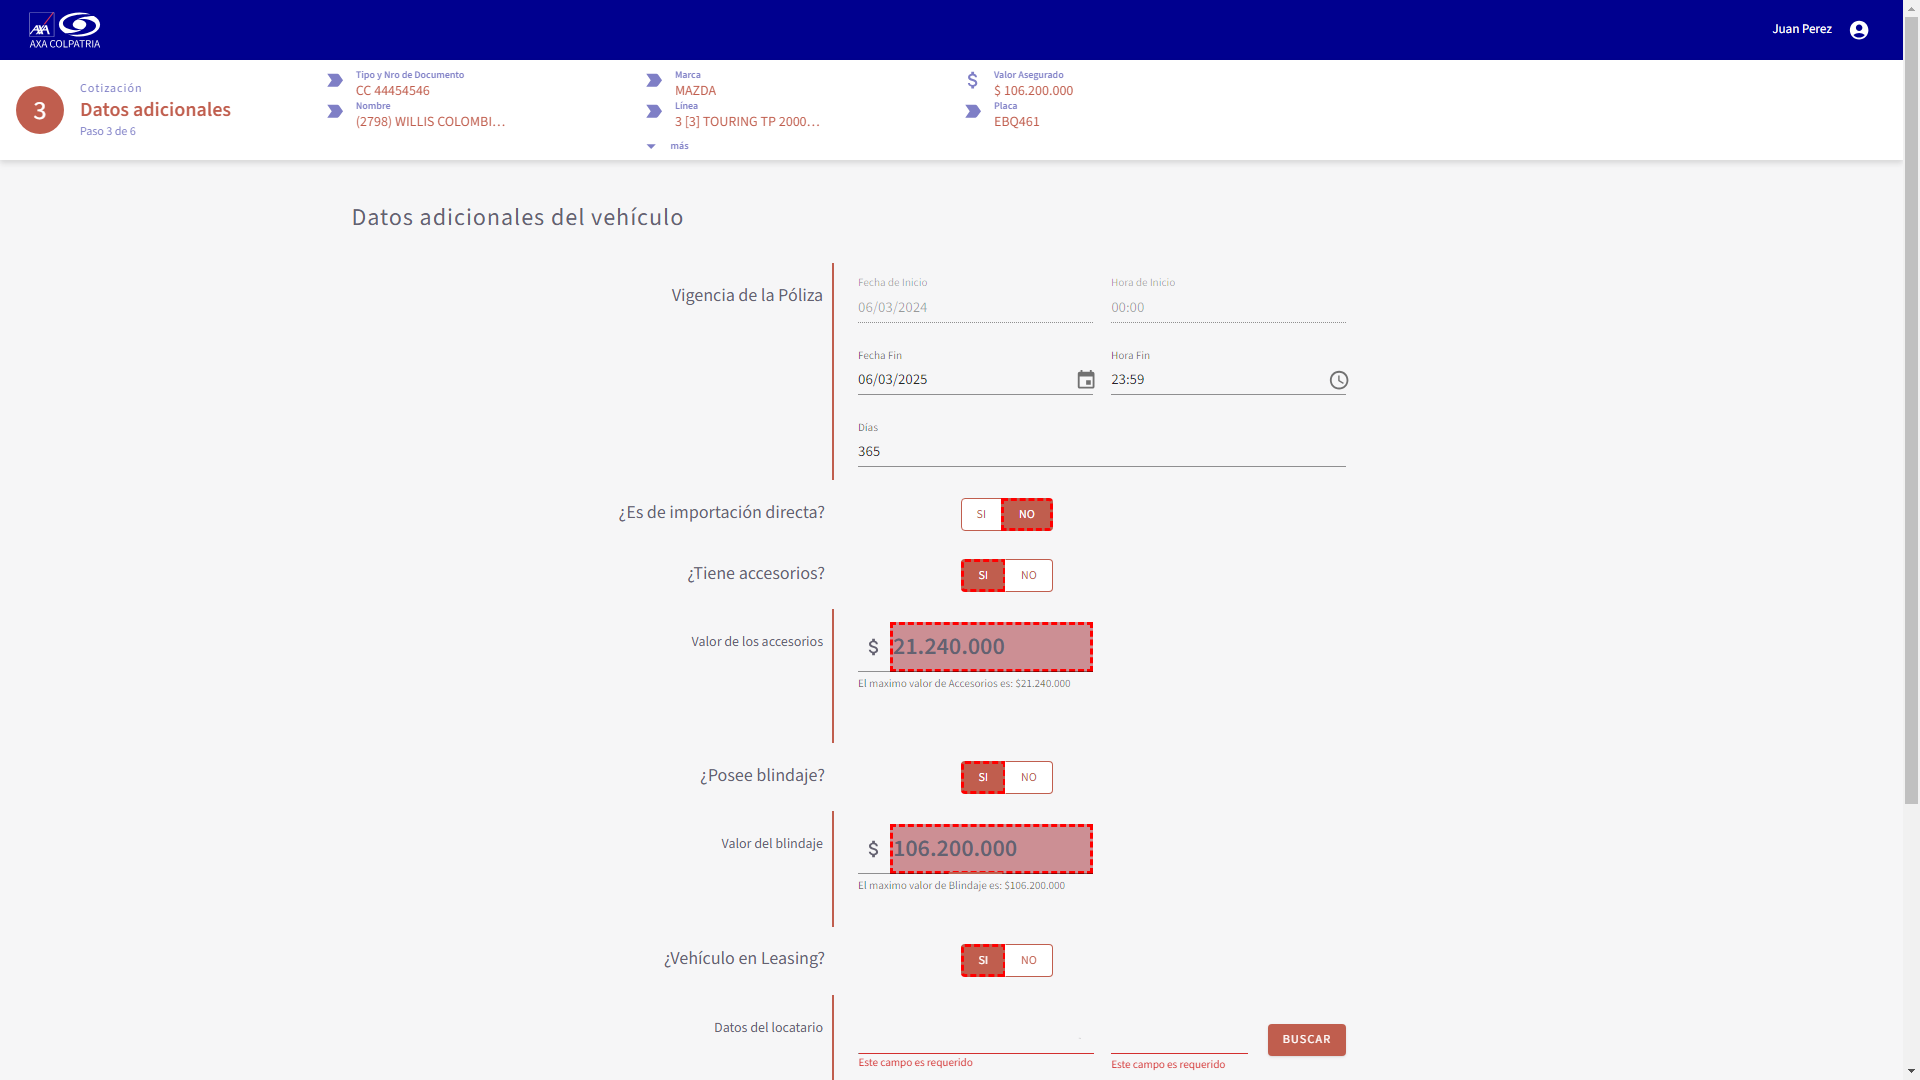 AXA
AXA COLPATRIA
Juan Perez
3
Cotización
Datos adicionales
Paso 3 de 6
Tipo y Nro de Documento
CC 44454546
Nombre
(2798) WILLIS COLOMBI...
Marca
MAZDA
Línea
3 [3] TOURING TP 2000...
más
Valor Asegurado
$ 106.200.000
Placa
EBQ461
Datos adicionales del vehículo
Vigencia de la Póliza
Fecha de Inicio
06/03/2024
Hora de Inicio
00:00
Fecha Fin
06/03/2025
Hora Fin
23:59
Días
365
¿Es de importación directa?
SI NO
¿Tiene accesorios?
SI NO
Valor de los accesorios
$ 21.240.000
El maximo valor de Accesorios es: $21.240.000
¿Posee blindaje?
SI NO
Valor del blindaje
$ 106.200.000
El maximo valor de Blindaje es: $106.200.000
¿Vehículo en Leasing?
SI NO
Datos del locatario
Este campo es requerido
Este campo es requerido
BUSCAR